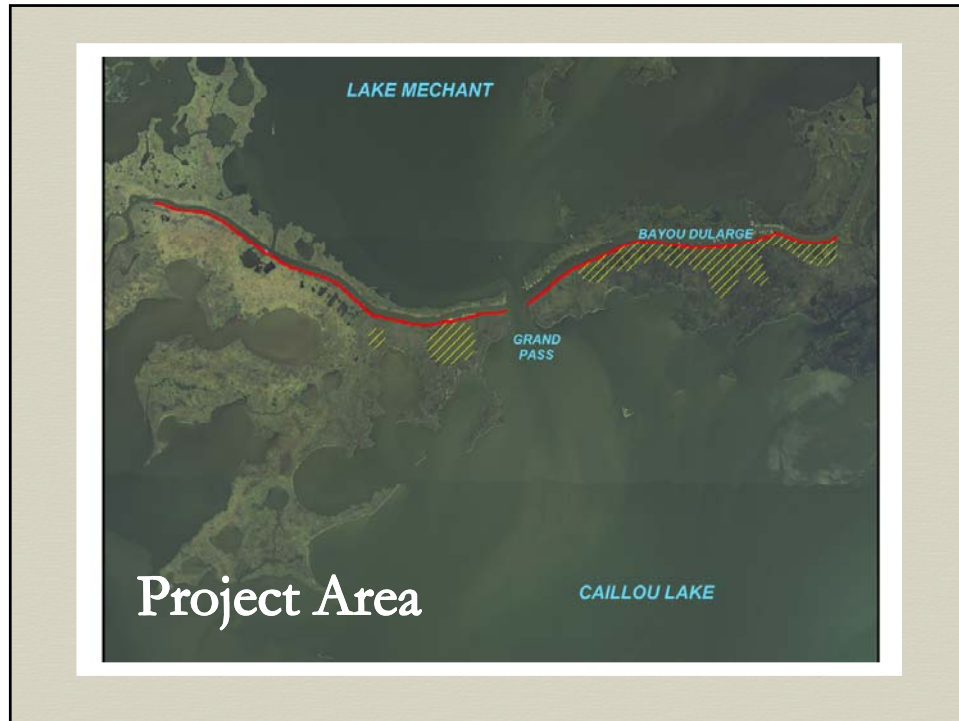 LAKE MECHANT
BAYOU DULARGE
GRAND
PASS
CAILLOU LAKE
Project Area